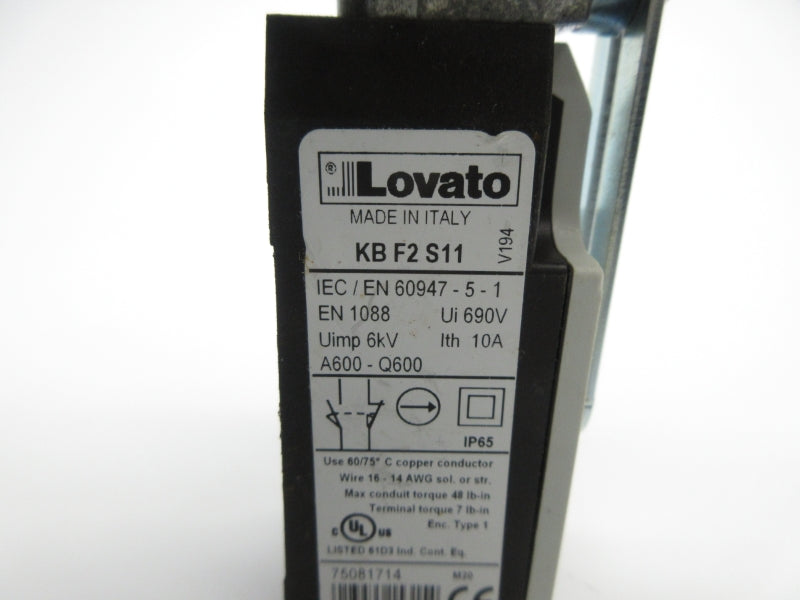 ® Lovato
MADE IN ITALY
KB F2 S11
V194
IEC / EN 60947 - 5 - 1
EN 1088 Ui 690V
Uimp 6kV Ith 10A
A600 - Q600
IP65
Use 60/75° C copper conductor
Wire 16 - 14 AWG sol. or str.
Max conduit torque 48 lb-in
Terminal torque 7 lb-in
Enc. Type 1
C UL US
LISTED 61D3 Ind. Cont. Eq.
75081714 M20
CE